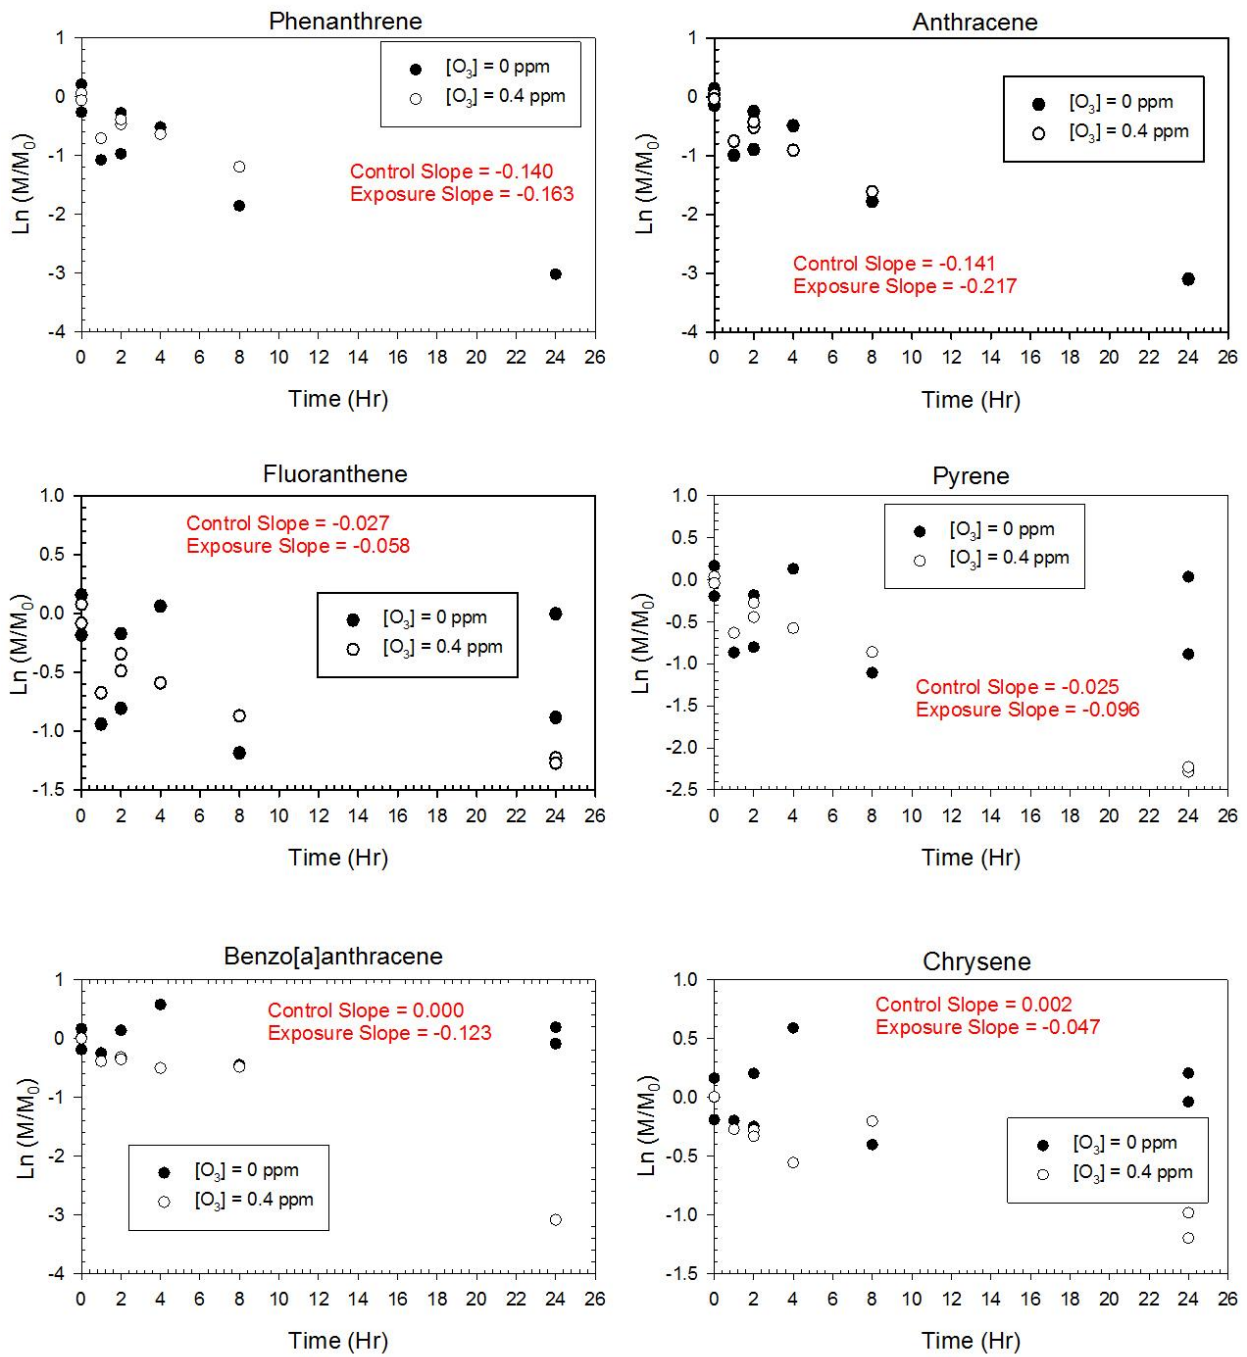 Phenanthrene
1
0
-1
-2
-3
-4
Ln (M/M₀)
[O₃] = 0 ppm
[O₃] = 0.4 ppm
Control Slope = -0.140
Exposure Slope = -0.163
0 2 4 6 8 10 12 14 16 18 20 22 24 26
Time (Hr)
Anthracene
1
0
-1
-2
-3
-4
Ln (M/M₀)
[O₃] = 0 ppm
[O₃] = 0.4 ppm
Control Slope = -0.141
Exposure Slope = -0.217
0 2 4 6 8 10 12 14 16 18 20 22 24 26
Time (Hr)
Fluoranthene
1.0
0.5
0.0
-0.5
-1.0
-1.5
Ln (M/M₀)
Control Slope = -0.027
Exposure Slope = -0.058
[O₃] = 0 ppm
[O₃] = 0.4 ppm
0 2 4 6 8 10 12 14 16 18 20 22 24 26
Time (Hr)
Pyrene
1.0
0.5
0.0
-0.5
-1.0
-1.5
-2.0
-2.5
Ln (M/M₀)
[O₃] = 0 ppm
[O₃] = 0.4 ppm
Control Slope = -0.025
Exposure Slope = -0.096
0 2 4 6 8 10 12 14 16 18 20 22 24 26
Time (Hr)
Benzo[a]anthracene
1
0
-1
-2
-3
-4
Ln (M/M₀)
Control Slope = 0.000
Exposure Slope = -0.123
[O₃] = 0 ppm
[O₃] = 0.4 ppm
0 2 4 6 8 10 12 14 16 18 20 22 24 26
Time (Hr)
Chrysene
1.0
0.5
0.0
-0.5
-1.0
-1.5
Ln (M/M₀)
Control Slope = 0.002
Exposure Slope = -0.047
[O₃] = 0 ppm
[O₃] = 0.4 ppm
0 2 4 6 8 10 12 14 16 18 20 22 24 26
Time (Hr)